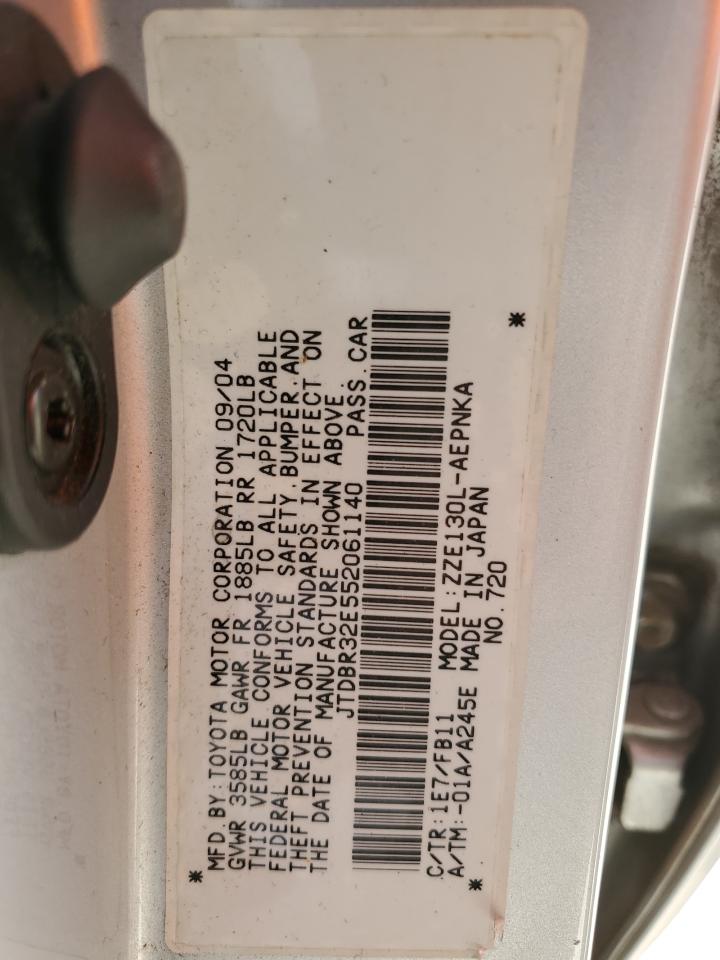 MFD. BY: TOYOTA MOTOR CORPORATION 09/04
GVWR 3585LB GAWR FR 1885LB RR 1720LB
THIS VEHICLE CONFORMS TO ALL APPLICABLE
FEDERAL MOTOR VEHICLE SAFETY, BUMPER, AND
THEFT PREVENTION STANDARDS IN EFFECT ON
THE DATE OF MANUFACTURE SHOWN ABOVE.
JTDBR32E552061140 PASS. CAR
C/TR: 1E7/FB11 MODEL: ZZE130L-AEPNKA
A/TM: -01A/A245E MADE IN JAPAN
NO. 720